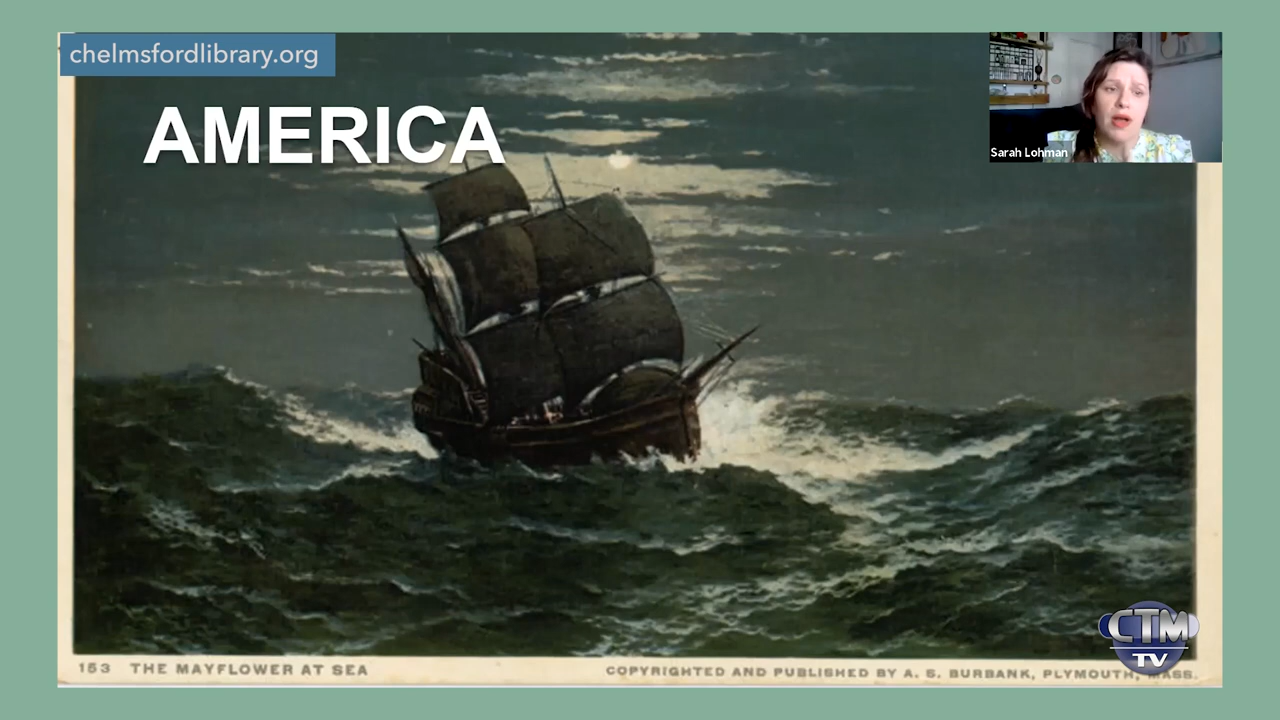 chelmsfordlibrary.org
AMERICA
Sarah Lohman
153 THE MAYFLOWER AT SEA
COPYRIGHTED AND PUBLISHED BY A. S. BURBANK, PLYMOUTH, MASS.
CTM
TV